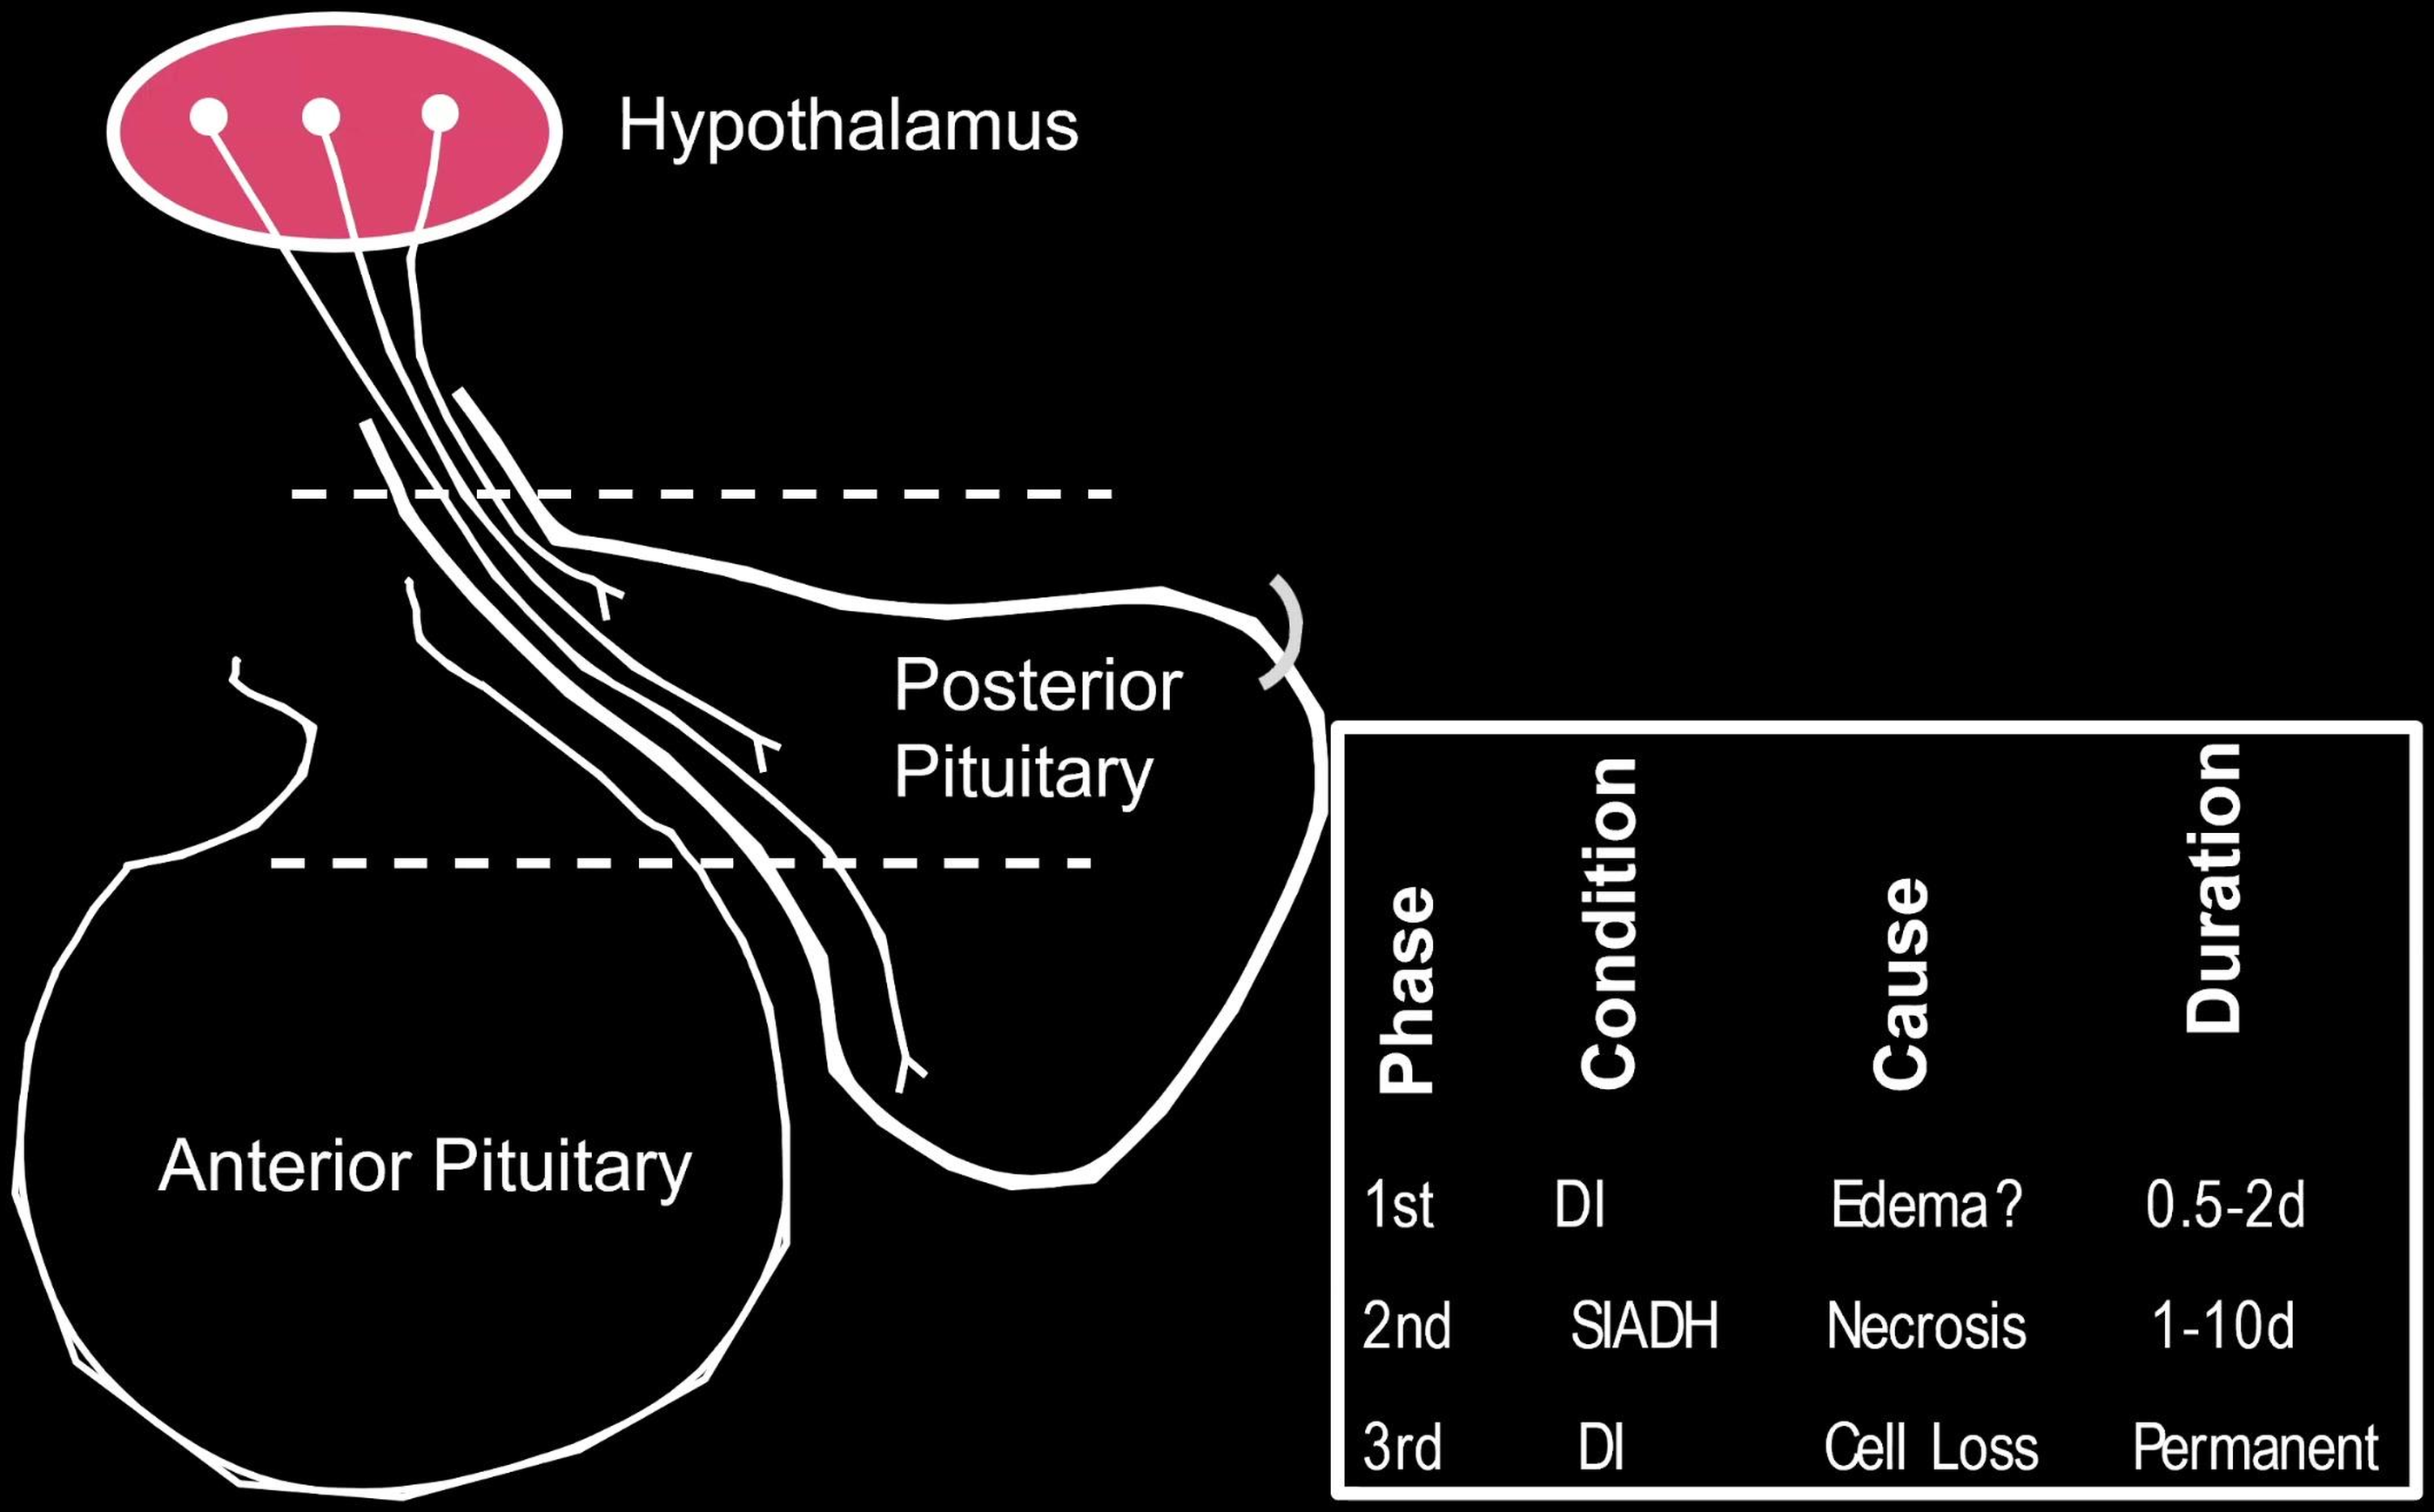 Hypothalamus
Posterior
Pituitary
Anterior Pituitary
Phase Condition Cause Duration
1st DI Edema? 0.5-2d
2nd SIADH Necrosis 1-10d
3rd DI Cell Loss Permanent